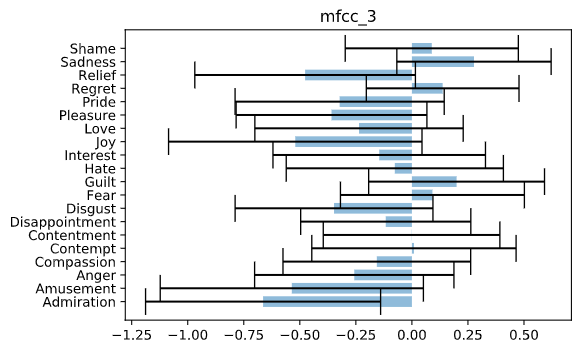 mfcc_3
Shame
Sadness
Relief
Regret
Pride
Pleasure
Love
Joy
Interest
Hate
Guilt
Fear
Disgust
Disappointment
Contentment
Contempt
Compassion
Anger
Amusement
Admiration
−1.25 −1.00 −0.75 −0.50 −0.25 0.00 0.25 0.50